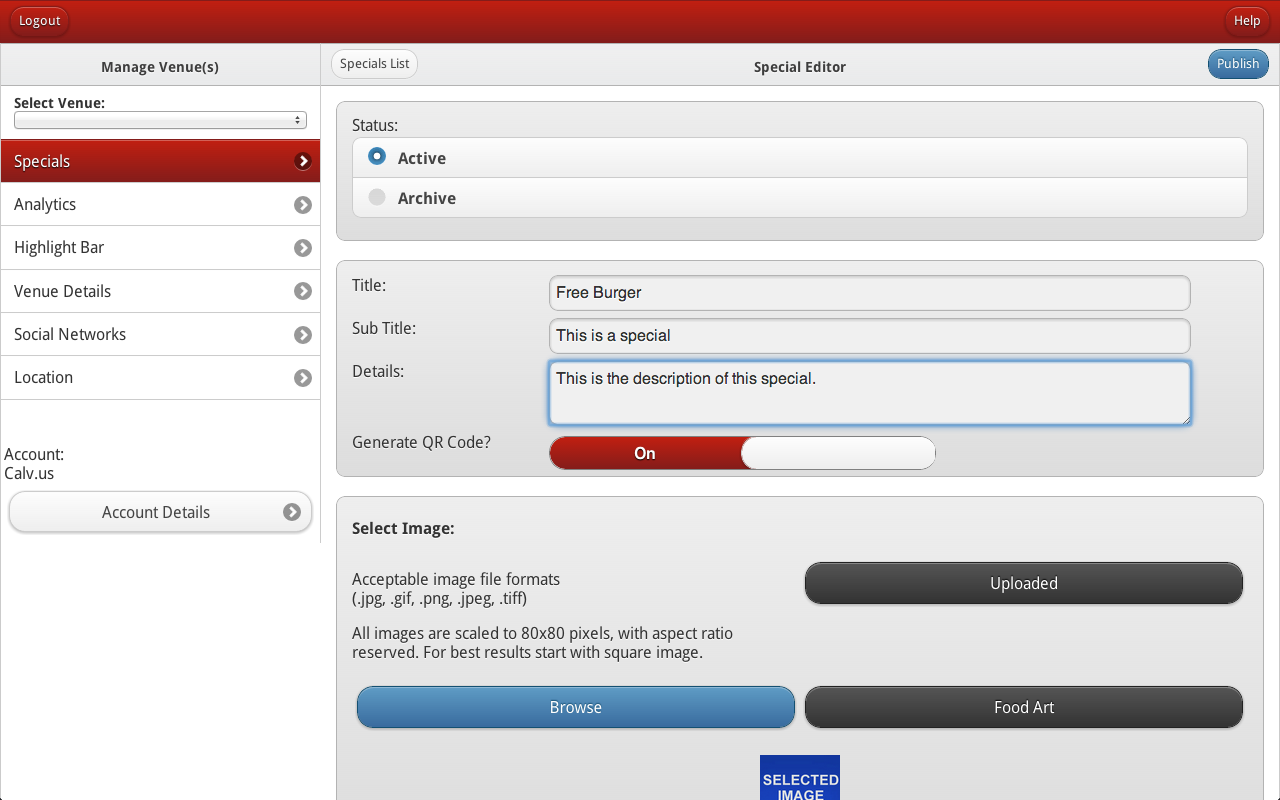 Logout
Help
Manage Venue(s)
Specials List
Special Editor
Publish
Select Venue:
Specials
Analytics
Highlight Bar
Venue Details
Social Networks
Location
Account:
Calv.us
Account Details
Status:
Active
Archive
Title:
Free Burger
Sub Title:
This is a special
Details:
This is the description of this special.
Generate QR Code?
On
Select Image:
Acceptable image file formats
(.jpg, .gif, .png, .jpeg, .tiff)
Uploaded
All images are scaled to 80x80 pixels, with aspect ratio
reserved. For best results start with square image.
Browse
Food Art
SELECTED
IMAGE